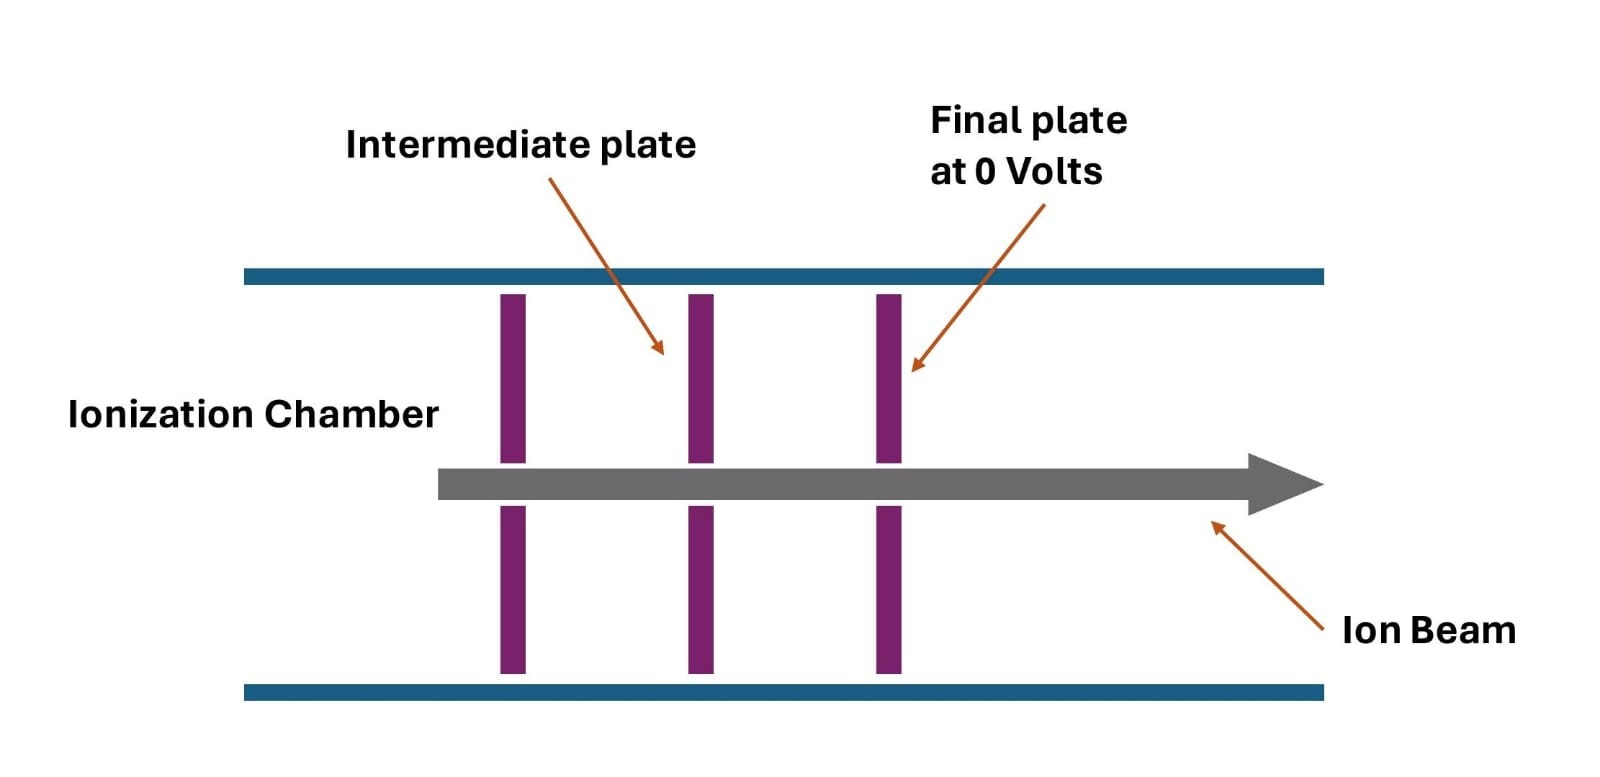 Intermediate plate
Final plate
at 0 Volts
Ionization Chamber
Ion Beam